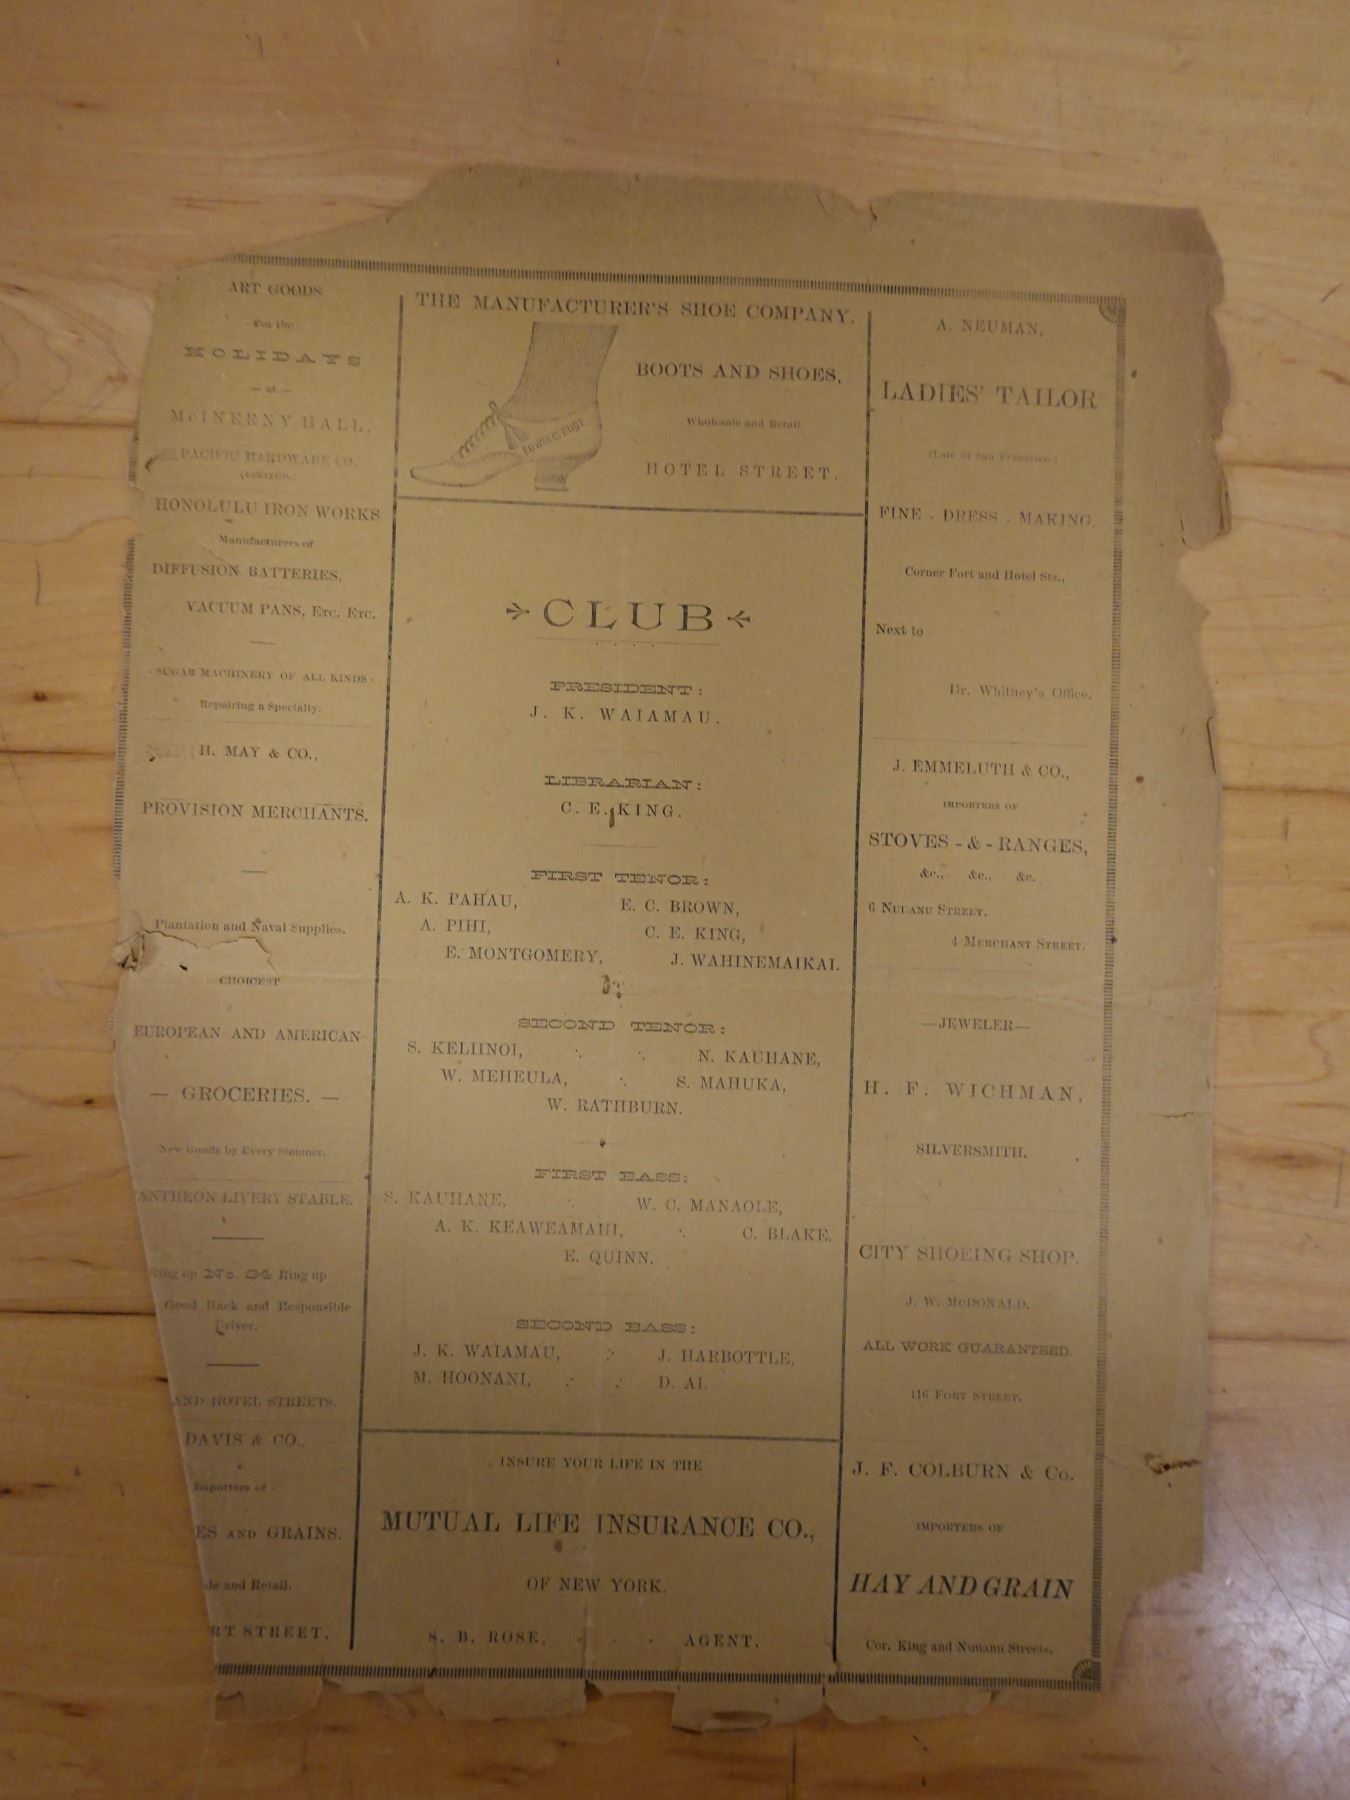 ART GOODS
For the
HOLIDAYS
— at —
McINERNY HALL,
PACIFIC HARDWARE CO.
(LIMITED.)
HONOLULU IRON WORKS
Manufacturers of
DIFFUSION BATTERIES,
VACUUM PANS, Etc. Etc.
- SUGAR MACHINERY OF ALL KINDS -
Repairing a Specialty.
H. MAY & CO.,
PROVISION MERCHANTS.
Plantation and Naval Supplies.
CHOICEST
EUROPEAN AND AMERICAN
— GROCERIES. —
New Goods by Every Steamer.
ANTHEON LIVERY STABLE.
Ring up No. 34 Ring up
Good Hack and Responsible
river.
AND HOTEL STREETS.
DAVIS & CO.,
Importers of
ES AND GRAINS.
ale and Retail.
RT STREET.
THE MANUFACTURER'S SHOE COMPANY.
EDWIN C. BURT.
BOOTS AND SHOES,
Wholesale and Retail.
HOTEL STREET.
CLUB
PRESIDENT:
J. K. WAIAMAU.
LIBRARIAN:
C. E. KING.
FIRST TENOR:
A. K. PAHAU, E. C. BROWN,
A. PIHI, C. E. KING,
E. MONTGOMERY, J. WAHINEMAIKAI.
SECOND TENOR:
S. KELIINOI, N. KAUHANE,
W. MEHEULA, S. MAHUKA,
W. RATHBURN.
FIRST BASS:
S. KAUHANE, W. C. MANAOLE,
A. K. KEAWEAMAHI, C. BLAKE.
E. QUINN.
SECOND BASS:
J. K. WAIAMAU, J. HARBOTTLE,
M. HOONANI, D. AI.
INSURE YOUR LIFE IN THE
MUTUAL LIFE INSURANCE CO.,
OF NEW YORK.
S. B. ROSE, - - - AGENT.
A. NEUMAN,
LADIES' TAILOR
(Late of San Francisco.)
FINE - DRESS - MAKING.
Corner Fort and Hotel Sts.,
Next to
Dr. Whitney's Office.
J. EMMELUTH & CO.,
IMPORTERS OF
STOVES - & - RANGES,
&c., &c., &c.
6 NUUANU STREET.
4 MERCHANT STREET.
—JEWELER—
H. F. WICHMAN,
SILVERSMITH.
CITY SHOEING SHOP.
J. W. McDONALD.
ALL WORK GUARANTEED.
116 FORT STREET.
J. F. COLBURN & Co.
IMPORTERS OF
HAY AND GRAIN
Cor. King and Nuuanu Streets.